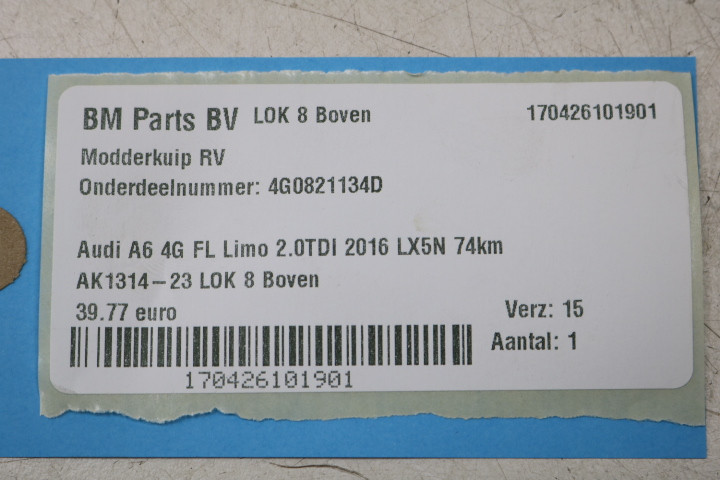 BM Parts BV LOK 8 Boven 170426101901
Modderkuip RV
Onderdeelnummer: 4G0821134D
Audi A6 4G FL Limo 2.0TDI 2016 LX5N 74km
AK1314-23 LOK 8 Boven
39.77 euro Verz: 15
Aantal: 1
170426101901